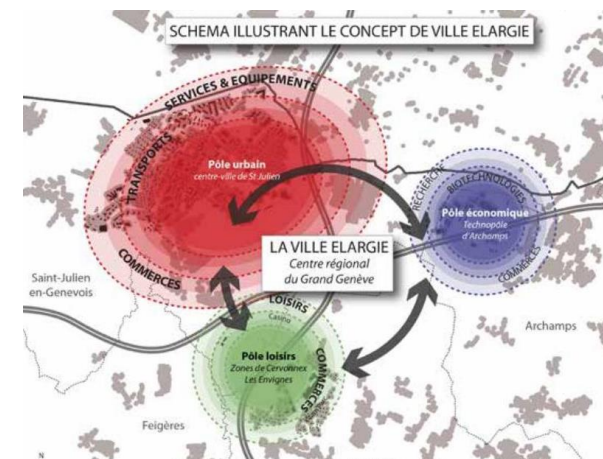 SCHEMA ILLUSTRANT LE CONCEPT DE VILLE ELARGIE
SERVICES & EQUIPEMENTS
TRANSPORTS
Pôle urbain
centre-ville de St Julien
COMMERCES
RECHERCHE
BIOTECHNOLOGIES
Pôle économique
Technopôle
d'Archamps
COMMERCES
LA VILLE ELARGIE
Centre régional
du Grand Genève
Saint-Julien
en-Genevois
LOISIRS
Casino
Pôle loisirs
Zones de Cervonnex
Les Envignes
COMMERCES
Archamps
Feigères
N